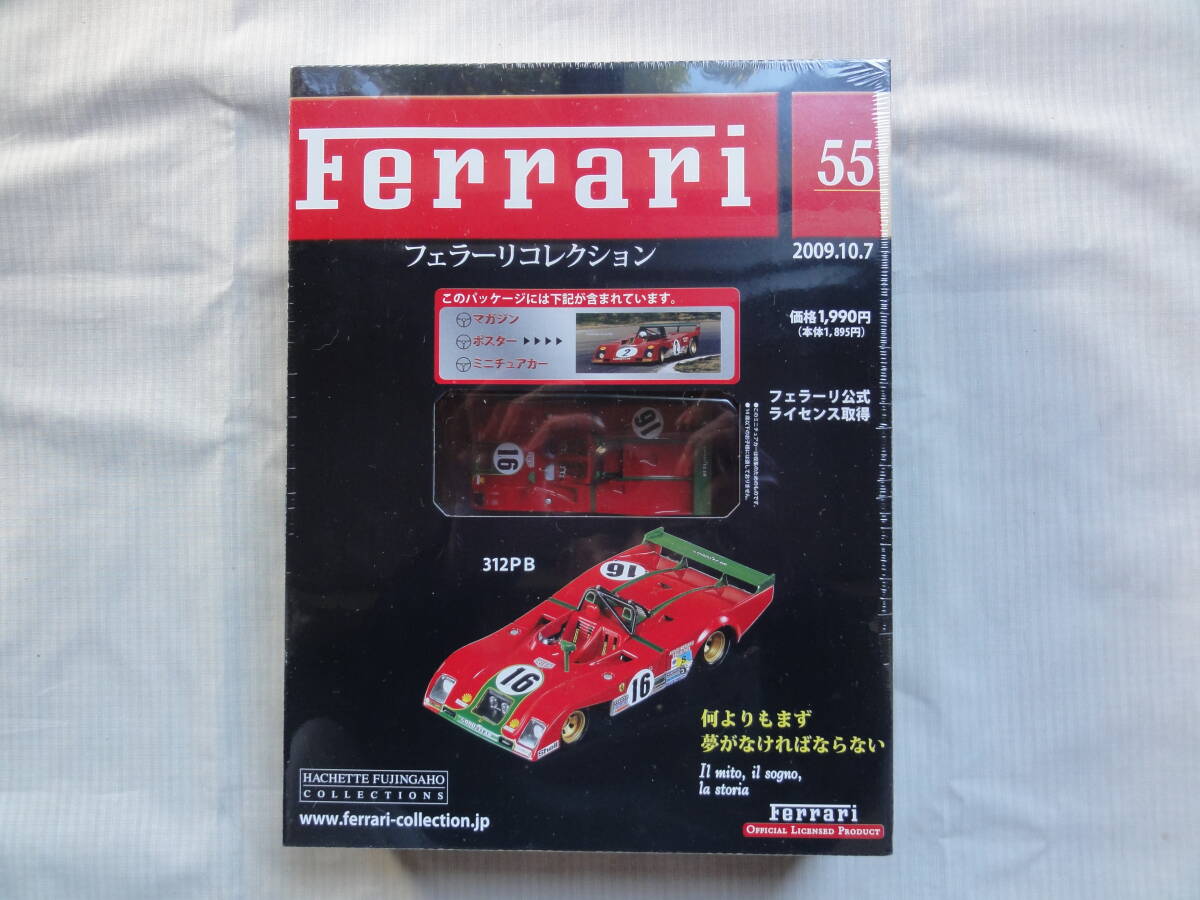 Ferrari
55
フェラーリコレクション
2009.10.7
このパッケージには下記が含まれています。
マガジン
ポスター ▶▶▶▶
ミニチュアカー
2
価格1,990円
（本体1,895円）
フェラーリ公式
ライセンス取得
16
16
312PB
16
16
16
Shell
何よりもまず
夢がなければならない
Il mito, il sogno,
la storia
HACHETTE FUJINGAHO
COLLECTIONS
www.ferrari-collection.jp
Ferrari
OFFICIAL LICENSED PRODUCT